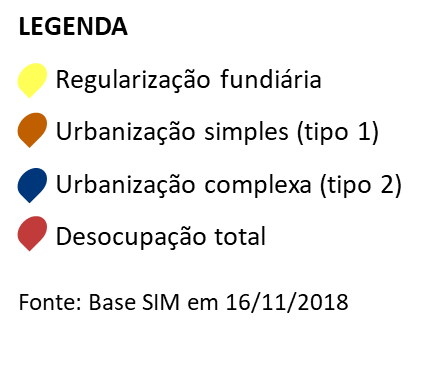 LEGENDA
Regularização fundiária
Urbanização simples (tipo 1)
Urbanização complexa (tipo 2)
Desocupação total
Fonte: Base SIM em 16/11/2018